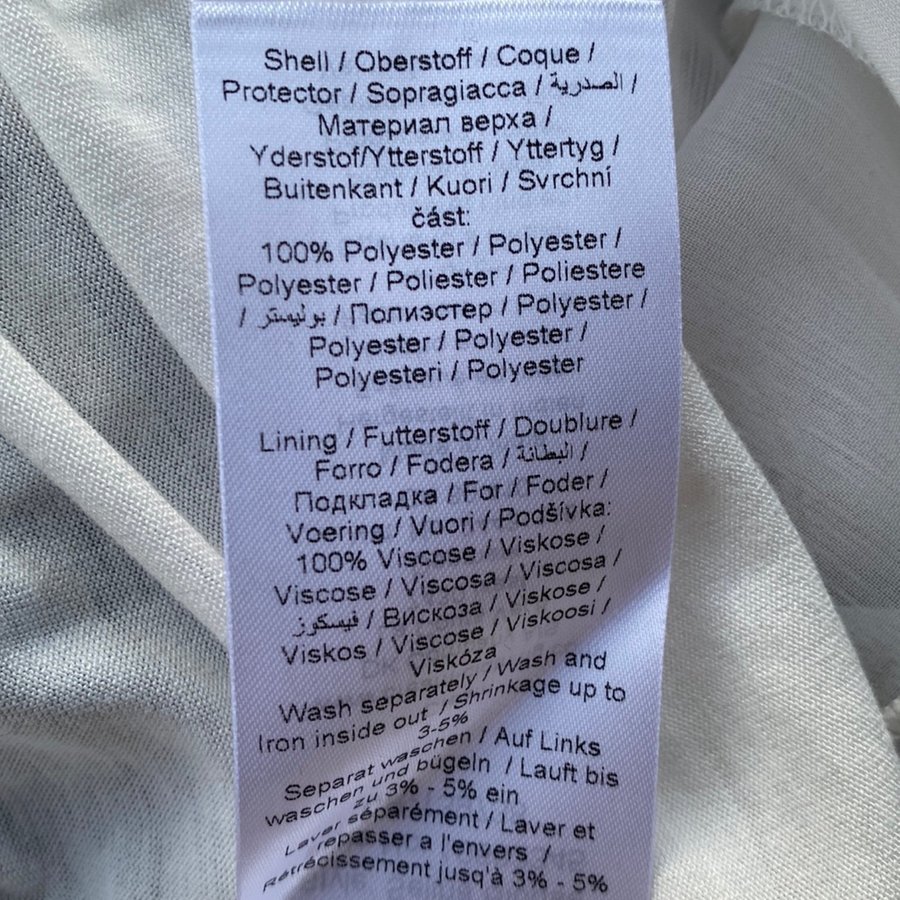 Shell / Oberstoff / Coque /
Protector / Sopragiacca / الصدرية /
Материал верха /
Yderstof/Ytterstoff / Yttertyg /
Buitenkant / Kuori / Svrchní
část:
100% Polyester / Polyester /
Polyester / Poliester / Poliestere
/ بوليستر / Полиэстер / Polyester /
Polyester / Polyester /
Polyesteri / Polyester
Lining / Futterstoff / Doublure /
Forro / Fodera / البطانة /
Подкладка / For / Foder /
Voering / Vuori / Podšívka:
100% Viscose / Viskose /
Viscose / Viscosa / Viscosa /
فيسكوز / Вискоза / Viskose /
Viskos / Viscose / Viskoosi /
Viskóza
Wash separately / Wash and
Iron inside out / Shrinkage up to
3-5%
Separat waschen / Auf Links
waschen und bügeln / Lauft bis
zu 3% - 5% ein
Laver séparément / Laver et
repasser a l'envers /
Rétrécissement jusqu'à 3% - 5%